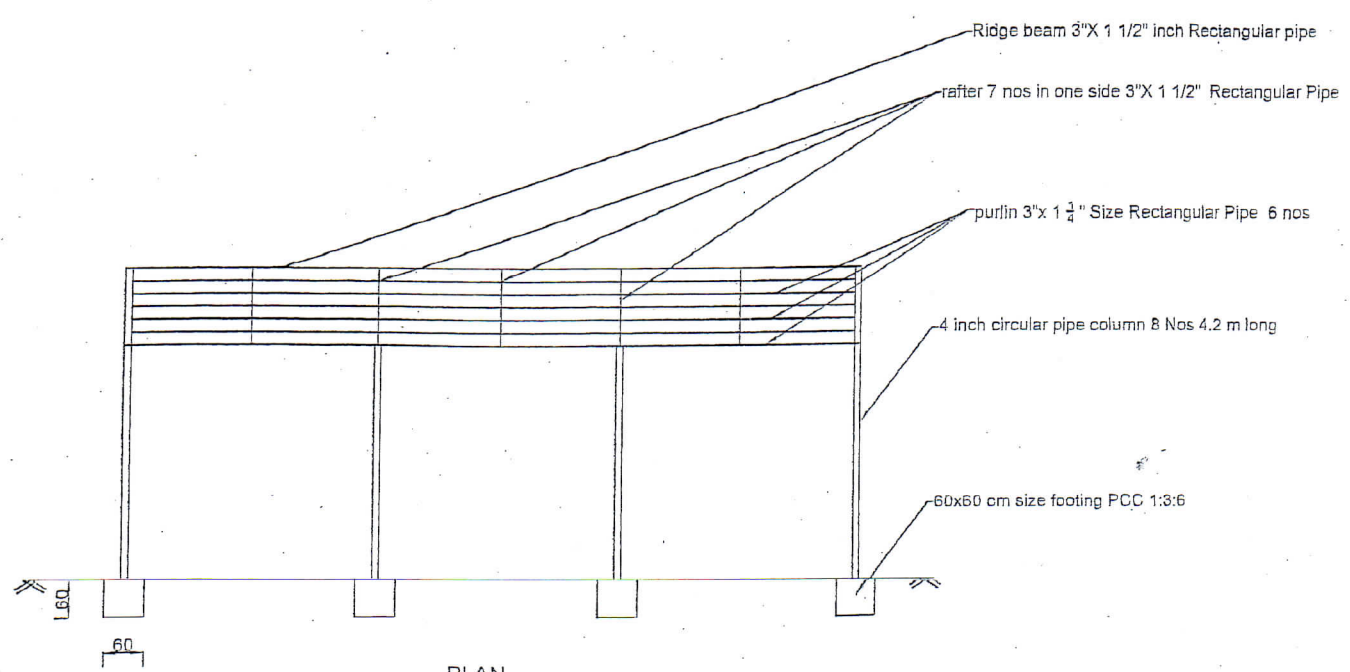 Ridge beam 3"X 1 1/2" inch Rectangular pipe
rafter 7 nos in one side 3"X 1 1/2" Rectangular Pipe
purlin 3"x 1 3/4" Size Rectangular Pipe 6 nos
4 inch circular pipe column 8 Nos 4.2 m long
60x60 cm size footing PCC 1:3:6
60
60
PLAN